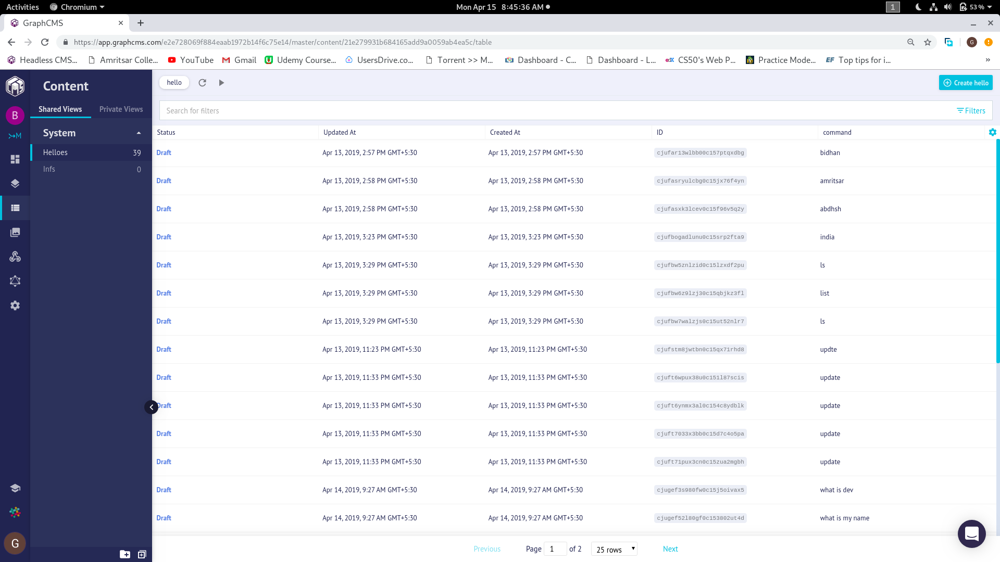 Activities Chromium Mon Apr 15 8:45:36 AM 1 53 %
GraphCMS
https://app.graphcms.com/e2e728069f884eaab1972b14f6c75e14/master/content/21e279931b684165add9a0059ab4ea5c/table G
Headless CMS... Amritsar Colle... YouTube Gmail Udemy Course... UsersDrive.co... Torrent >> M... Dashboard - C... Dashboard - L... edX CS50's Web P... Practice Mode... EF Top tips for i... »
Content
hello
Create hello
B
Shared Views Private Views
Search for filters Filters
M
System
Helloes 39
Infs 0
Status Updated At Created At ID command
Draft Apr 13, 2019, 2:57 PM GMT+5:30 Apr 13, 2019, 2:57 PM GMT+5:30 cjufar13wlbb00c157ptqxdbg bidhan
Draft Apr 13, 2019, 2:58 PM GMT+5:30 Apr 13, 2019, 2:58 PM GMT+5:30 cjufasryulcbg0c15jx76f4yn amritsar
Draft Apr 13, 2019, 2:58 PM GMT+5:30 Apr 13, 2019, 2:58 PM GMT+5:30 cjufasxk3lcev0c15f96v5q2y abdhsh
Draft Apr 13, 2019, 3:23 PM GMT+5:30 Apr 13, 2019, 3:23 PM GMT+5:30 cjufbogadlunu0c15srp2fta9 india
Draft Apr 13, 2019, 3:29 PM GMT+5:30 Apr 13, 2019, 3:29 PM GMT+5:30 cjufbw5znlzid0c15lzxdf2pu ls
Draft Apr 13, 2019, 3:29 PM GMT+5:30 Apr 13, 2019, 3:29 PM GMT+5:30 cjufbw6z9lzj30c15qbjkz3fl list
Draft Apr 13, 2019, 3:29 PM GMT+5:30 Apr 13, 2019, 3:29 PM GMT+5:30 cjufbw7walzjs0c15ut52nlr7 ls
Draft Apr 13, 2019, 11:23 PM GMT+5:30 Apr 13, 2019, 11:23 PM GMT+5:30 cjufstm8jwtbn0c15qx71rhd8 updte
Draft Apr 13, 2019, 11:33 PM GMT+5:30 Apr 13, 2019, 11:33 PM GMT+5:30 cjuft6wpux38u0c151l87scis update
Draft Apr 13, 2019, 11:33 PM GMT+5:30 Apr 13, 2019, 11:33 PM GMT+5:30 cjuft6ynmx3al0c154c8ydblk update
Draft Apr 13, 2019, 11:33 PM GMT+5:30 Apr 13, 2019, 11:33 PM GMT+5:30 cjuft7033x3bb0c15d7c4o5pa update
Draft Apr 13, 2019, 11:33 PM GMT+5:30 Apr 13, 2019, 11:33 PM GMT+5:30 cjuft71pux3cn0c15zua2mgbh update
Draft Apr 14, 2019, 9:27 AM GMT+5:30 Apr 14, 2019, 9:27 AM GMT+5:30 cjugef3s980fw0c15j5oivax5 what is dev
Draft Apr 14, 2019, 9:27 AM GMT+5:30 Apr 14, 2019, 9:27 AM GMT+5:30 cjugef52l80gf0c153802ut4d what is my name
G
Previous Page 1 of 2 25 rows Next